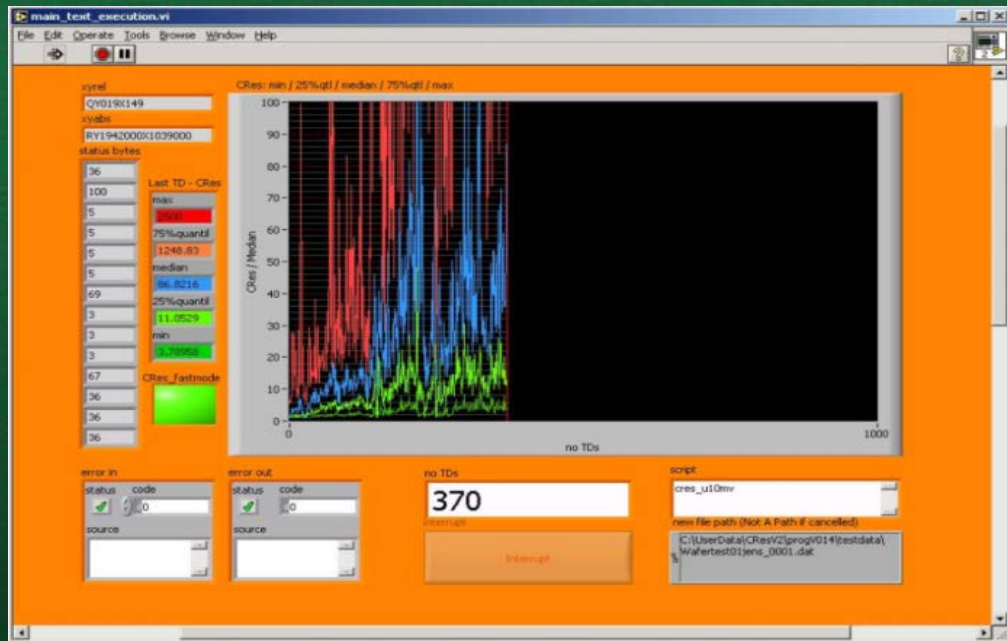 main_text_execution.vi
File Edit Operate Tools Browse Window Help
2
xyrel
QY019X149
xyabs
RY1942000X1039000
status bytes
36
100
5
5
5
5
69
3
3
3
67
36
36
36
Last TD - CRes
max
2500
75%quantil
1248.83
median
86.8216
25%quantil
11.0529
min
3.78958
CRes_fastmode
CRes: min / 25%qtl / median / 75%qtl / max
CRes / Median
100
90
80
70
60
50
40
30
20
10
0
0
1000
no TDs
error in
status code
0
source
error out
status code
0
source
no TDs
370
interrupt
Interrupt
script
cres_u10mv
new file path (Not A Path if cancelled)
C:\UserData\CResV2\progV014\testdata\
Wafertest01jens_0001.dat